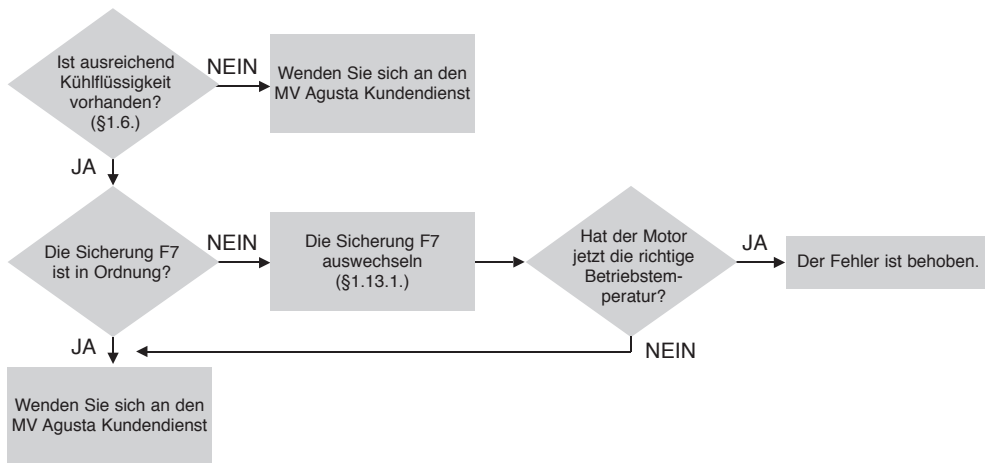 Ist ausreichend
Kühlflüssigkeit
vorhanden?
(§1.6.)
NEIN
Wenden Sie sich an den
MV Agusta Kundendienst
JA
Die Sicherung F7
ist in Ordnung?
NEIN
Die Sicherung F7
auswechseln
(§1.13.1.)
Hat der Motor
jetzt die richtige
Betriebstem-
peratur?
JA
Der Fehler ist behoben.
JA
NEIN
Wenden Sie sich an den
MV Agusta Kundendienst